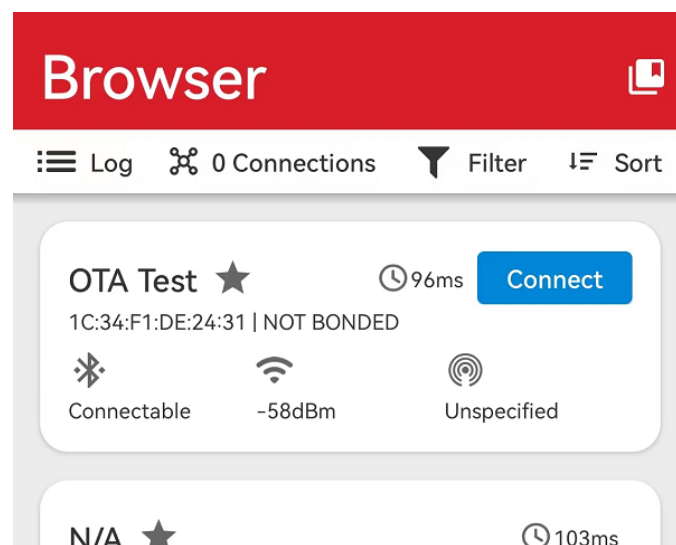 Browser
Log 0 Connections Filter Sort
OTA Test 96ms Connect
1C:34:F1:DE:24:31 | NOT BONDED
Connectable -58dBm Unspecified
N/A 103ms